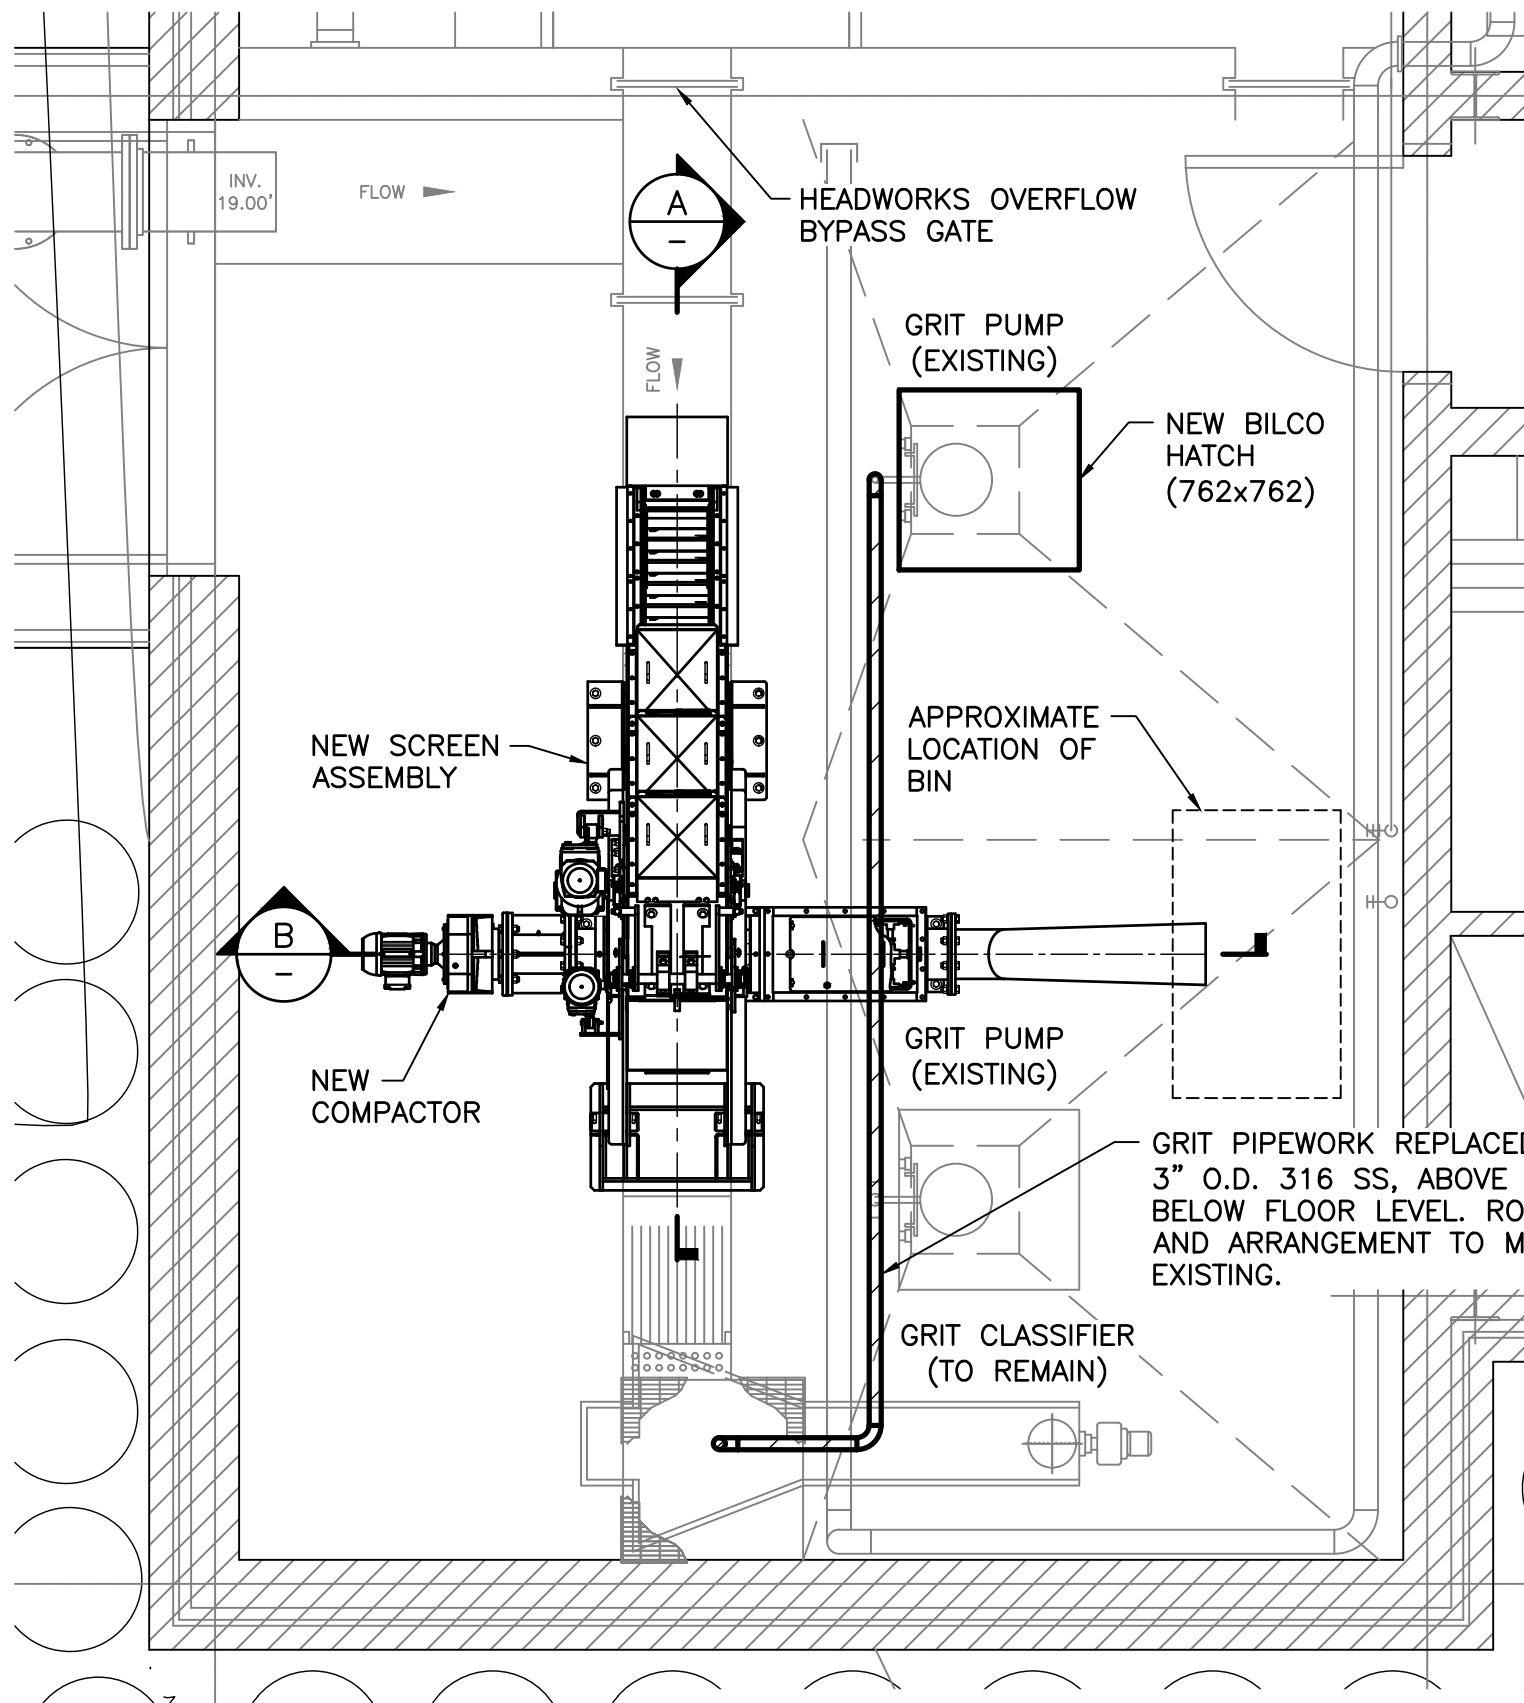 INV.
19.00'
FLOW
A
–
HEADWORKS OVERFLOW
BYPASS GATE
FLOW
GRIT PUMP
(EXISTING)
NEW BILCO
HATCH
(762x762)
NEW SCREEN
ASSEMBLY
APPROXIMATE
LOCATION OF
BIN
B
–
NEW
COMPACTOR
GRIT PUMP
(EXISTING)
GRIT PIPEWORK REPLACED
3" O.D. 316 SS, ABOVE
BELOW FLOOR LEVEL. RO
AND ARRANGEMENT TO M
EXISTING.
GRIT CLASSIFIER
(TO REMAIN)